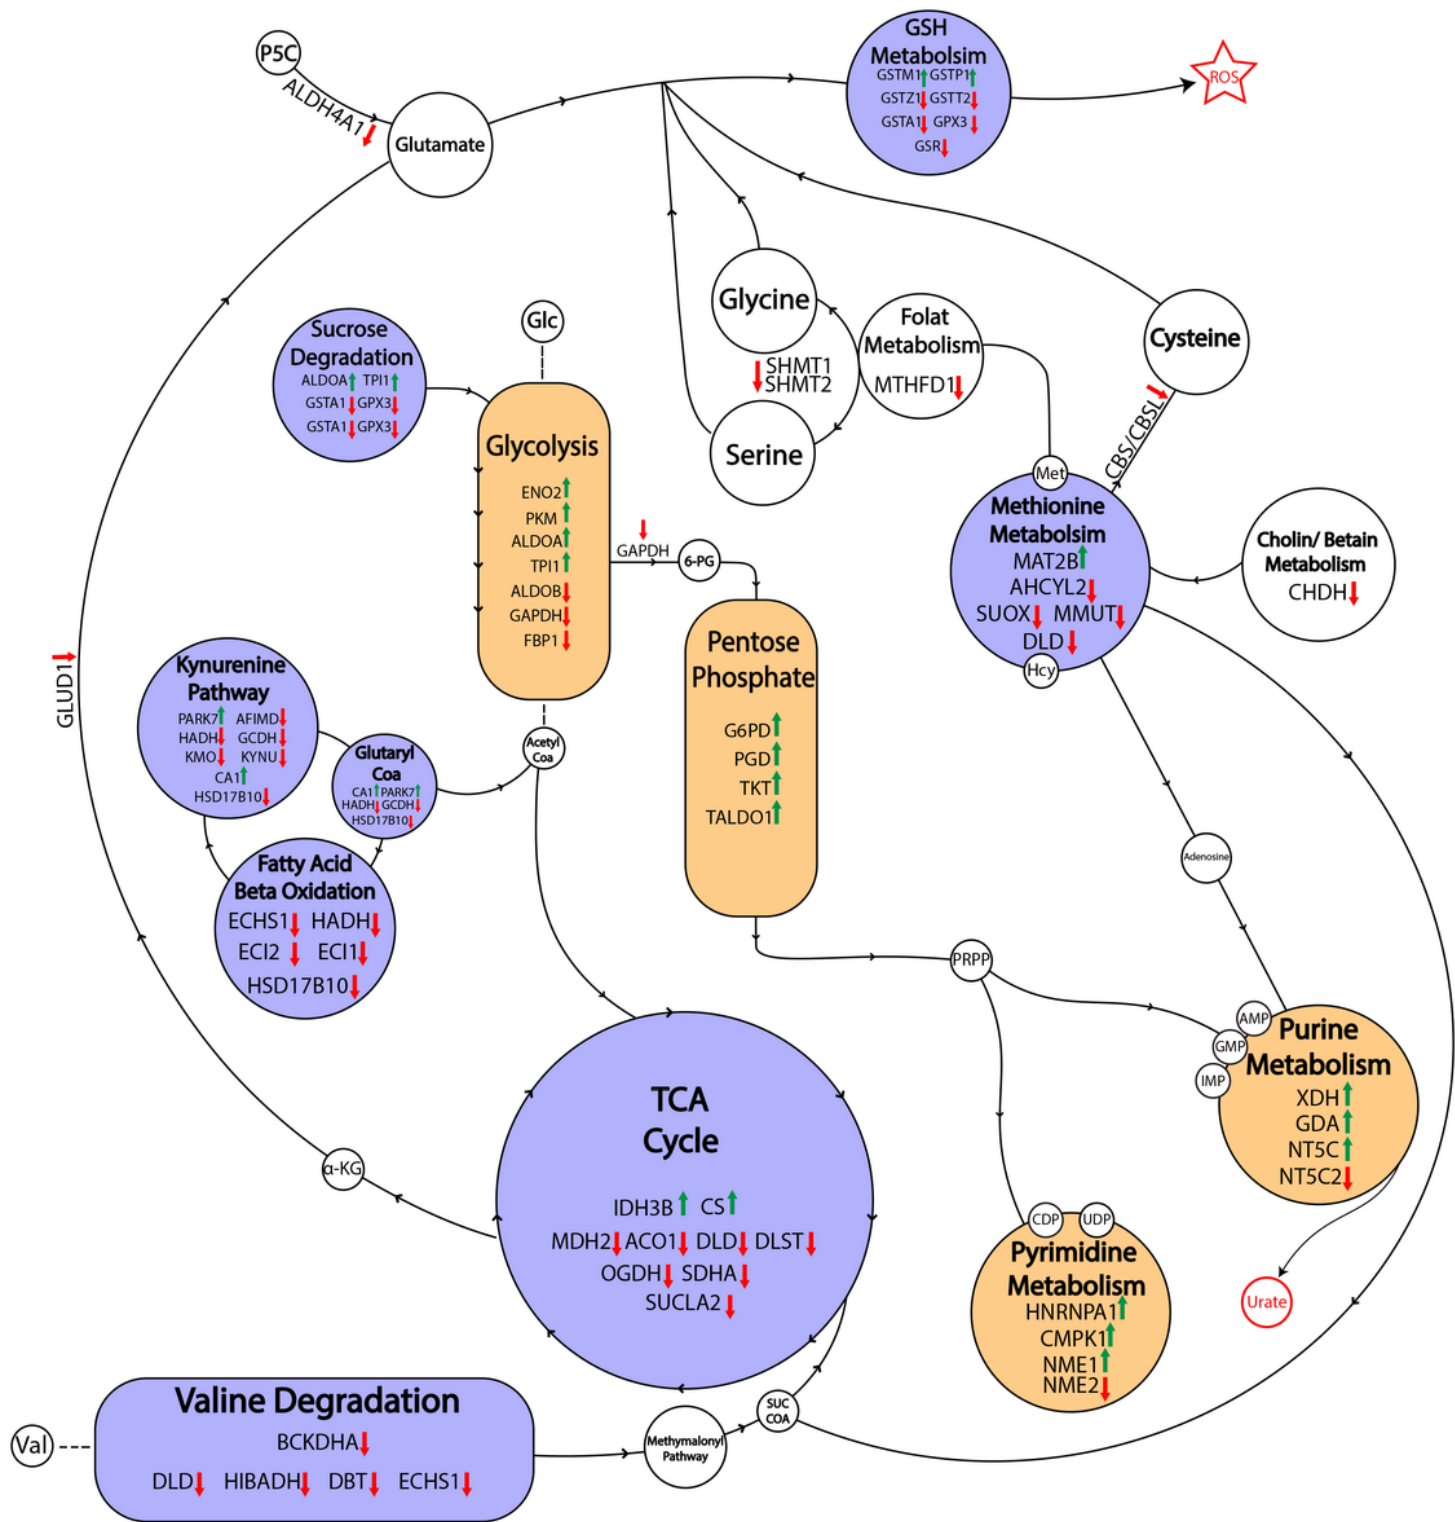 P5C
ALDH4A1
Glutamate
GSH
Metabolsim
GSTM1 GSTP1
GSTZ1 GSTT2
GSTA1 GPX3
GSR
ROS
Glycine
SHMT1
SHMT2
Serine
Folat
Metabolism
MTHFD1
Cysteine
CBS/CBSL
Sucrose
Degradation
ALDOA TPI1
GSTA1 GPX3
GSTA1 GPX3
Glc
Glycolysis
ENO2
PKM
ALDOA
TPI1
ALDOB
GAPDH
FBP1
GAPDH
6-PG
Met
Methionine
Metabolsim
MAT2B
AHCYL2
SUOX MMUT
DLD
Hcy
Cholin/ Betain
Metabolism
CHDH
GLUD1
Kynurenine
Pathway
PARK7 AFIMD
HADH GCDH
KMO KYNU
CA1
HSD17B10
Glutaryl
Coa
CA1 PARK7
HADH GCDH
HSD17B10
Acetyl
Coa
Pentose
Phosphate
G6PD
PGD
TKT
TALDO1
Fatty Acid
Beta Oxidation
ECHS1 HADH
ECI2 ECI1
HSD17B10
Adenosine
PRPP
AMP
GMP
IMP
Purine
Metabolism
XDH
GDA
NT5C
NT5C2
TCA
Cycle
IDH3B CS
MDH2 ACO1 DLD DLST
OGDH SDHA
SUCLA2
α-KG
CDP UDP
Pyrimidine
Metabolism
HNRNPA1
CMPK1
NME1
NME2
Urate
Val
Valine Degradation
BCKDHA
DLD HIBADH DBT ECHS1
Methymalonyl
Pathway
SUC
COA